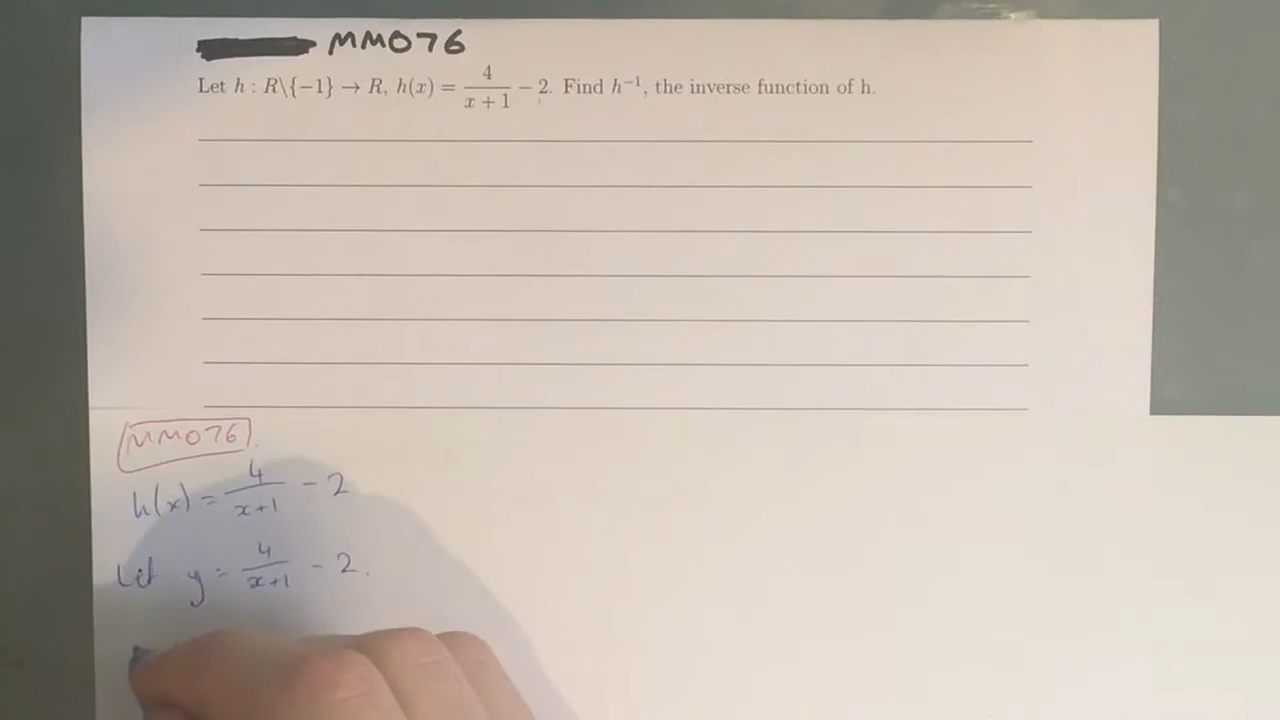 MM076
Let h : R\{−1} → R, h(x) = 4/(x + 1) − 2. Find h⁻¹, the inverse function of h.
MM076.
h(x) = 4/(x+1) - 2
Let y = 4/(x+1) - 2.